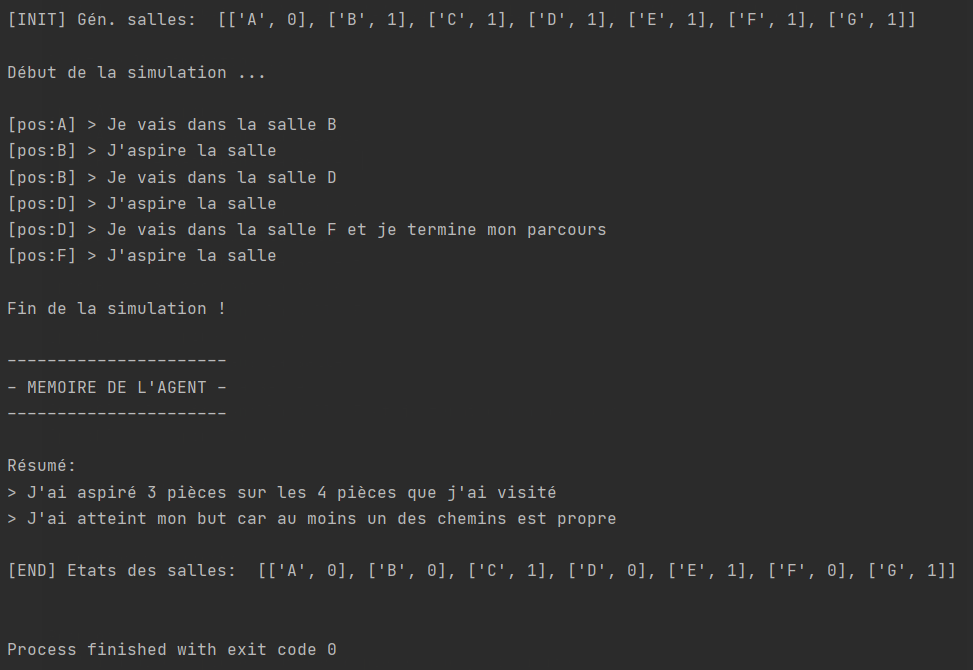 [INIT] Gén. salles:  [['A', 0], ['B', 1], ['C', 1], ['D', 1], ['E', 1], ['F', 1], ['G', 1]]
Début de la simulation ...
[pos:A] > Je vais dans la salle B
[pos:B] > J'aspire la salle
[pos:B] > Je vais dans la salle D
[pos:D] > J'aspire la salle
[pos:D] > Je vais dans la salle F et je termine mon parcours
[pos:F] > J'aspire la salle
Fin de la simulation !
----------------------
- MEMOIRE DE L'AGENT -
----------------------
Résumé:
> J'ai aspiré 3 pièces sur les 4 pièces que j'ai visité
> J'ai atteint mon but car au moins un des chemins est propre
[END] Etats des salles:  [['A', 0], ['B', 0], ['C', 1], ['D', 0], ['E', 1], ['F', 0], ['G', 1]]
Process finished with exit code 0